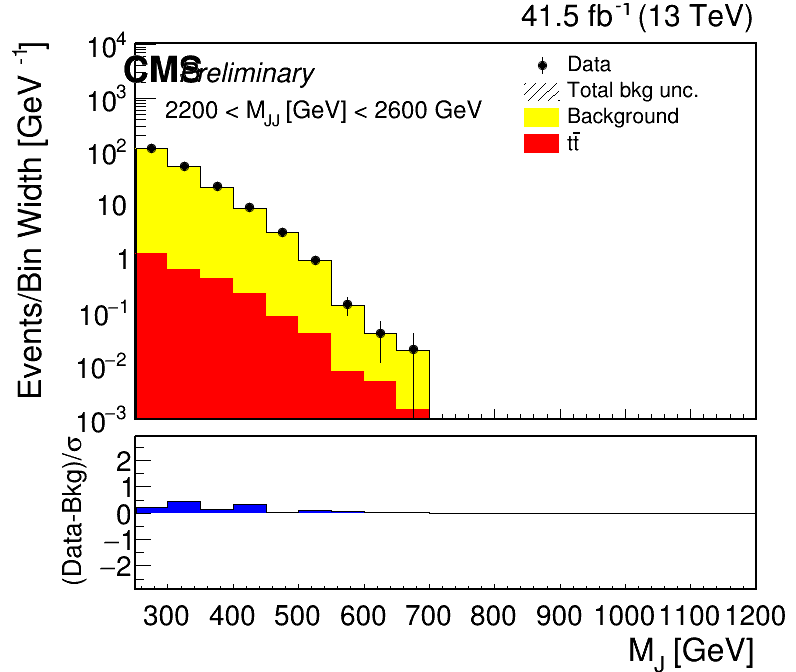 41.5 fb⁻¹ (13 TeV)
CMS Preliminary
2200 < M_JJ [GeV] < 2600 GeV
Data
Total bkg unc.
Background
tt̄
Events/Bin Width [GeV⁻¹]
10⁴
10³
10²
10
1
10⁻¹
10⁻²
10⁻³
(Data-Bkg)/σ
2
1
0
−1
−2
300 400 500 600 700 800 900 1000 1100 1200
M_J [GeV]